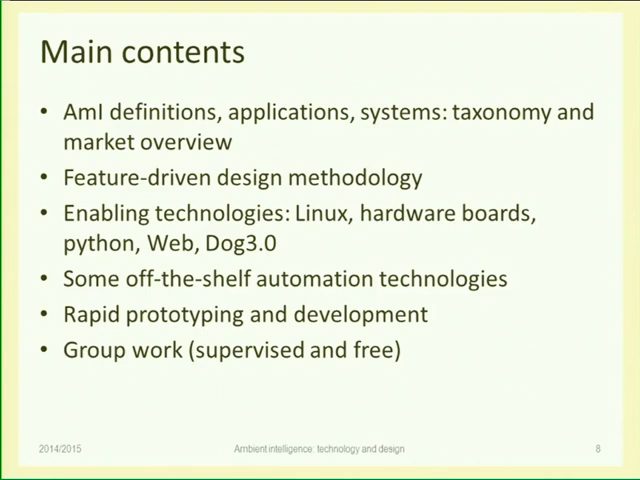 Main contents
• AmI definitions, applications, systems: taxonomy and
market overview
• Feature-driven design methodology
• Enabling technologies: Linux, hardware boards,
python, Web, Dog3.0
• Some off-the-shelf automation technologies
• Rapid prototyping and development
• Group work (supervised and free)
2014/2015 Ambient intelligence: technology and design 8